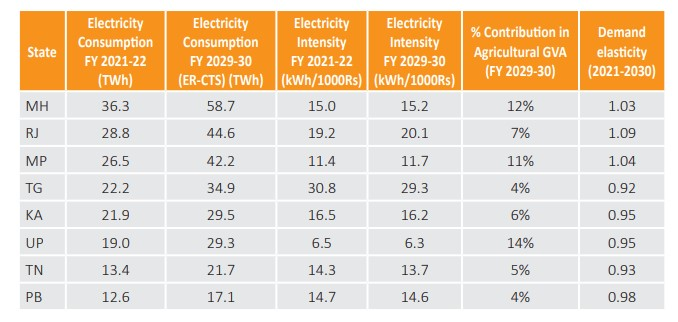 State Electricity Consumption FY 2021-22 (TWh) Electricity Consumption FY 2029-30 (ER-CTS) (TWh) Electricity Intensity FY 2021-22 (kWh/1000Rs) Electricity Intensity FY 2029-30 (kWh/1000Rs) % Contribution in Agricultural GVA (FY 2029-30) Demand elasticity (2021-2030)
MH 36.3 58.7 15.0 15.2 12% 1.03
RJ 28.8 44.6 19.2 20.1 7% 1.09
MP 26.5 42.2 11.4 11.7 11% 1.04
TG 22.2 34.9 30.8 29.3 4% 0.92
KA 21.9 29.5 16.5 16.2 6% 0.95
UP 19.0 29.3 6.5 6.3 14% 0.95
TN 13.4 21.7 14.3 13.7 5% 0.93
PB 12.6 17.1 14.7 14.6 4% 0.98